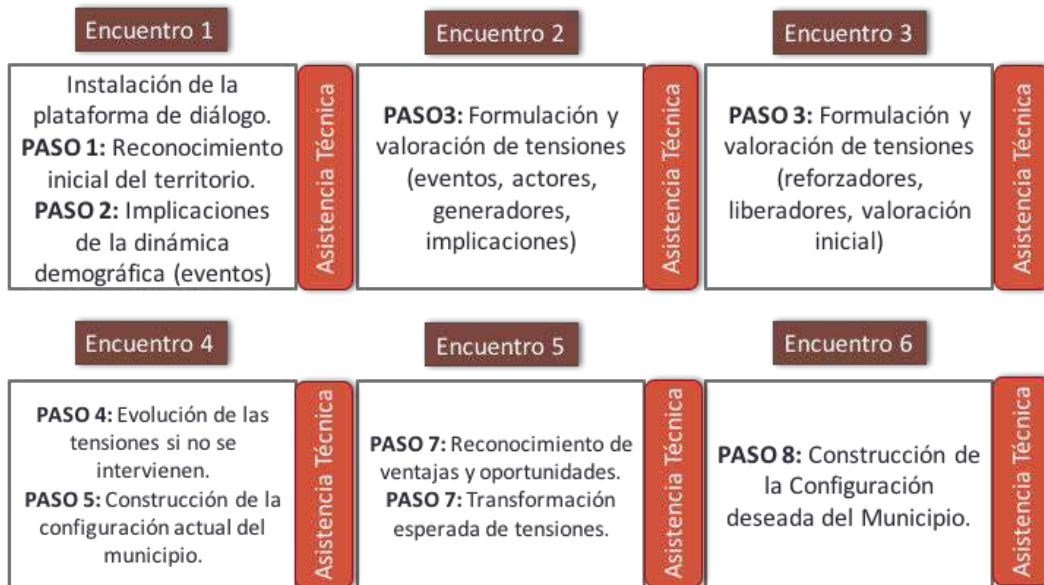 Encuentro 1
Instalación de la
plataforma de diálogo.
PASO 1: Reconocimiento
inicial del territorio.
PASO 2: Implicaciones
de la dinámica
demográfica (eventos)
Asistencia Técnica
Encuentro 2
PASO3: Formulación y
valoración de tensiones
(eventos, actores,
generadores,
implicaciones)
Asistencia Técnica
Encuentro 3
PASO 3: Formulación y
valoración de tensiones
(reforzadores,
liberadores, valoración
inicial)
Asistencia Técnica
Encuentro 4
PASO 4: Evolución de las
tensiones si no se
intervienen.
PASO 5: Construcción de la
configuración actual del
municipio.
Asistencia Técnica
Encuentro 5
PASO 7: Reconocimiento de
ventajas y oportunidades.
PASO 7: Transformación
esperada de tensiones.
Asistencia Técnica
Encuentro 6
PASO 8: Construcción de
la Configuración
deseada del Municipio.
Asistencia Técnica